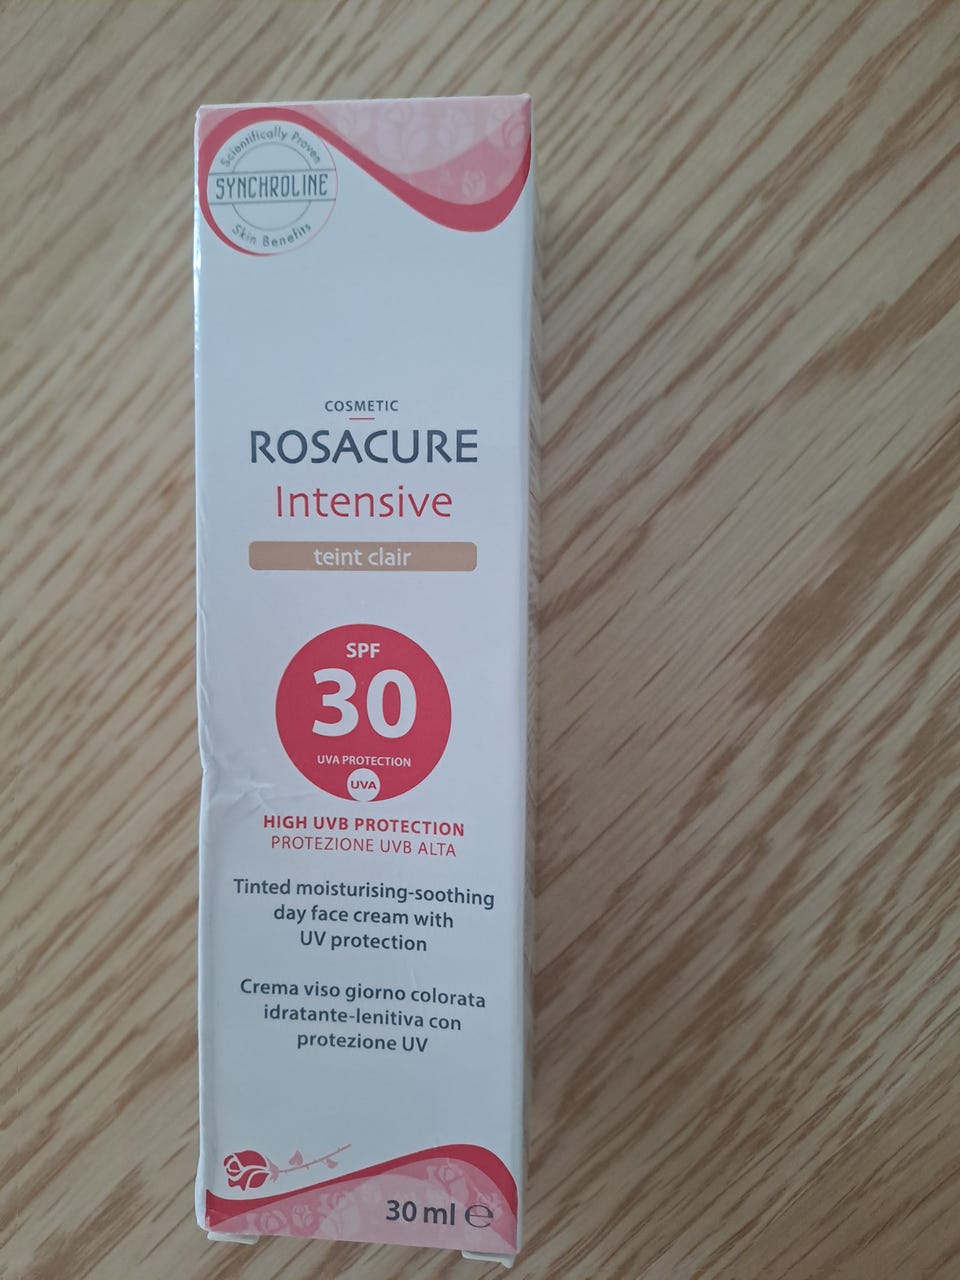 Scientifically Proven
SYNCHROLINE
Skin Benefits
COSMETIC
ROSACURE
Intensive
teint clair
SPF
30
UVA PROTECTION
UVA
HIGH UVB PROTECTION
PROTEZIONE UVB ALTA
Tinted moisturising-soothing
day face cream with
UV protection
Crema viso giorno colorata
idratante-lenitiva con
protezione UV
30 ml ℮